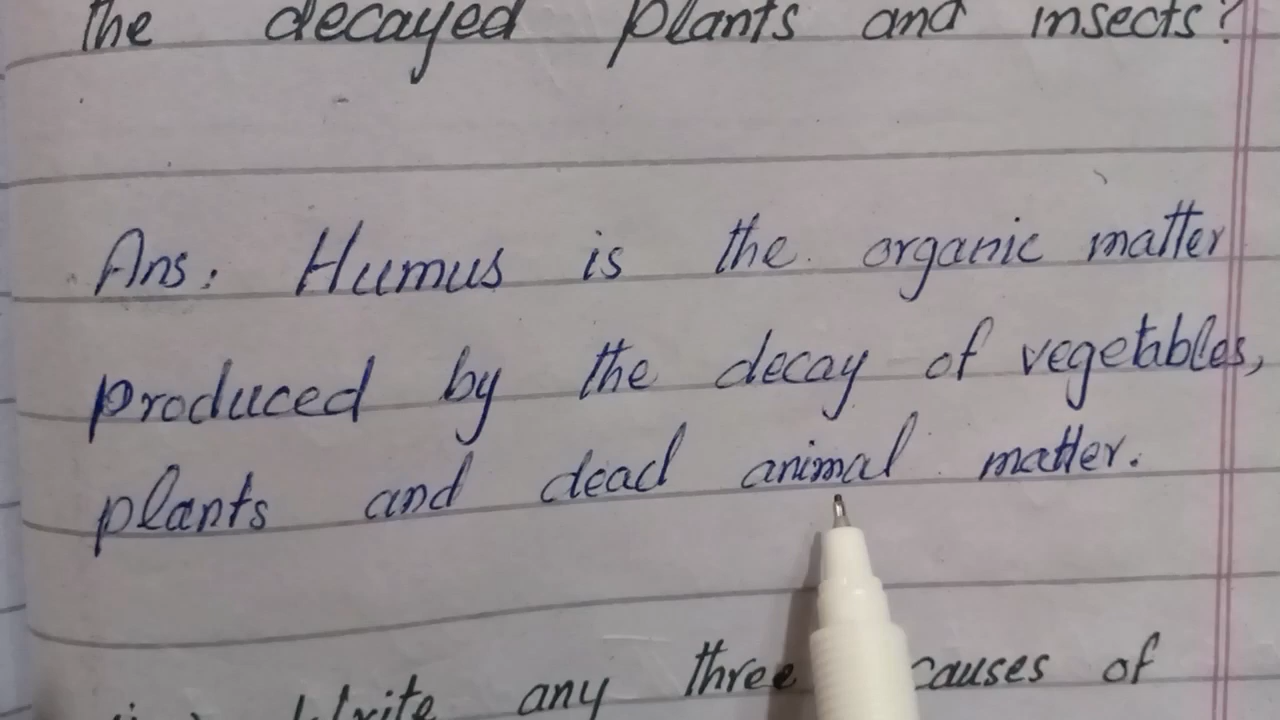 the decayed plants and insects?
Ans: Humus is the organic matter
produced by the decay of vegetables,
plants and dead animal matter.
Write any three causes of